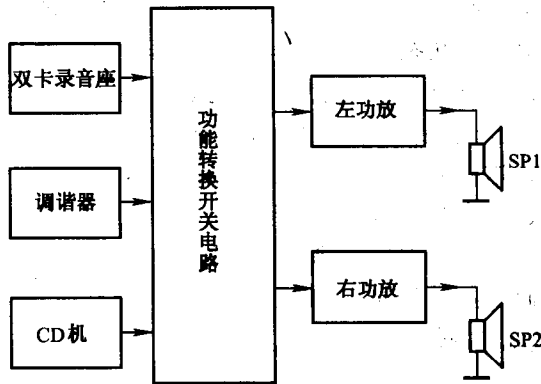 双卡录音座
调谐器
CD机
功能转换开关电路
左功放
SP1
右功放
SP2